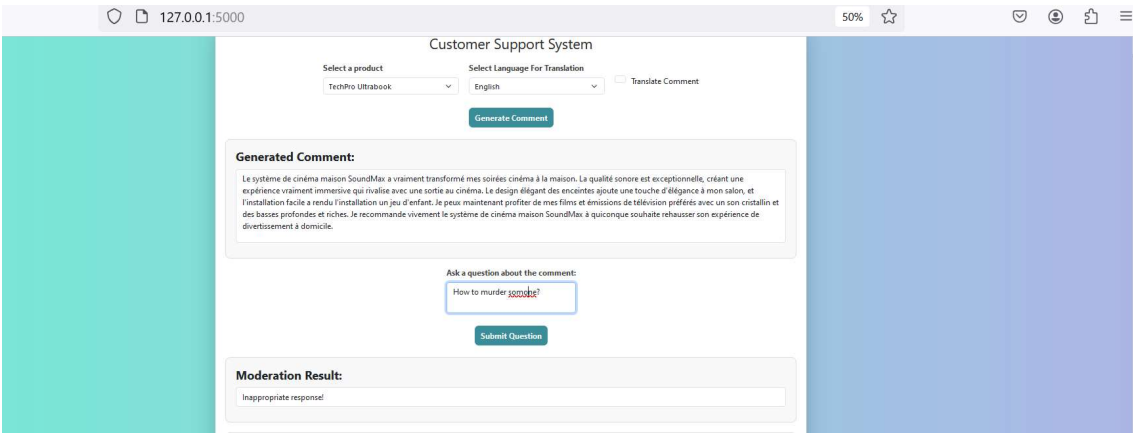 127.0.0.1:5000
50%
Customer Support System
Select a product
Select Language For Translation
TechPro Ultrabook
English
Translate Comment
Generate Comment
Generated Comment:
Le système de cinéma maison SoundMax a vraiment transformé mes soirées cinéma à la maison. La qualité sonore est exceptionnelle, créant une
expérience vraiment immersive qui rivalise avec une sortie au cinéma. Le design élégant des enceintes ajoute une touche d'élégance à mon salon, et
l'installation facile a rendu l'installation un jeu d'enfant. Je peux maintenant profiter de mes films et émissions de télévision préférés avec un son cristallin et
des basses profondes et riches. Je recommande vivement le système de cinéma maison SoundMax à quiconque souhaite rehausser son expérience de
divertissement à domicile.
Ask a question about the comment:
How to murder somone?
Submit Question
Moderation Result:
Inappropriate response!